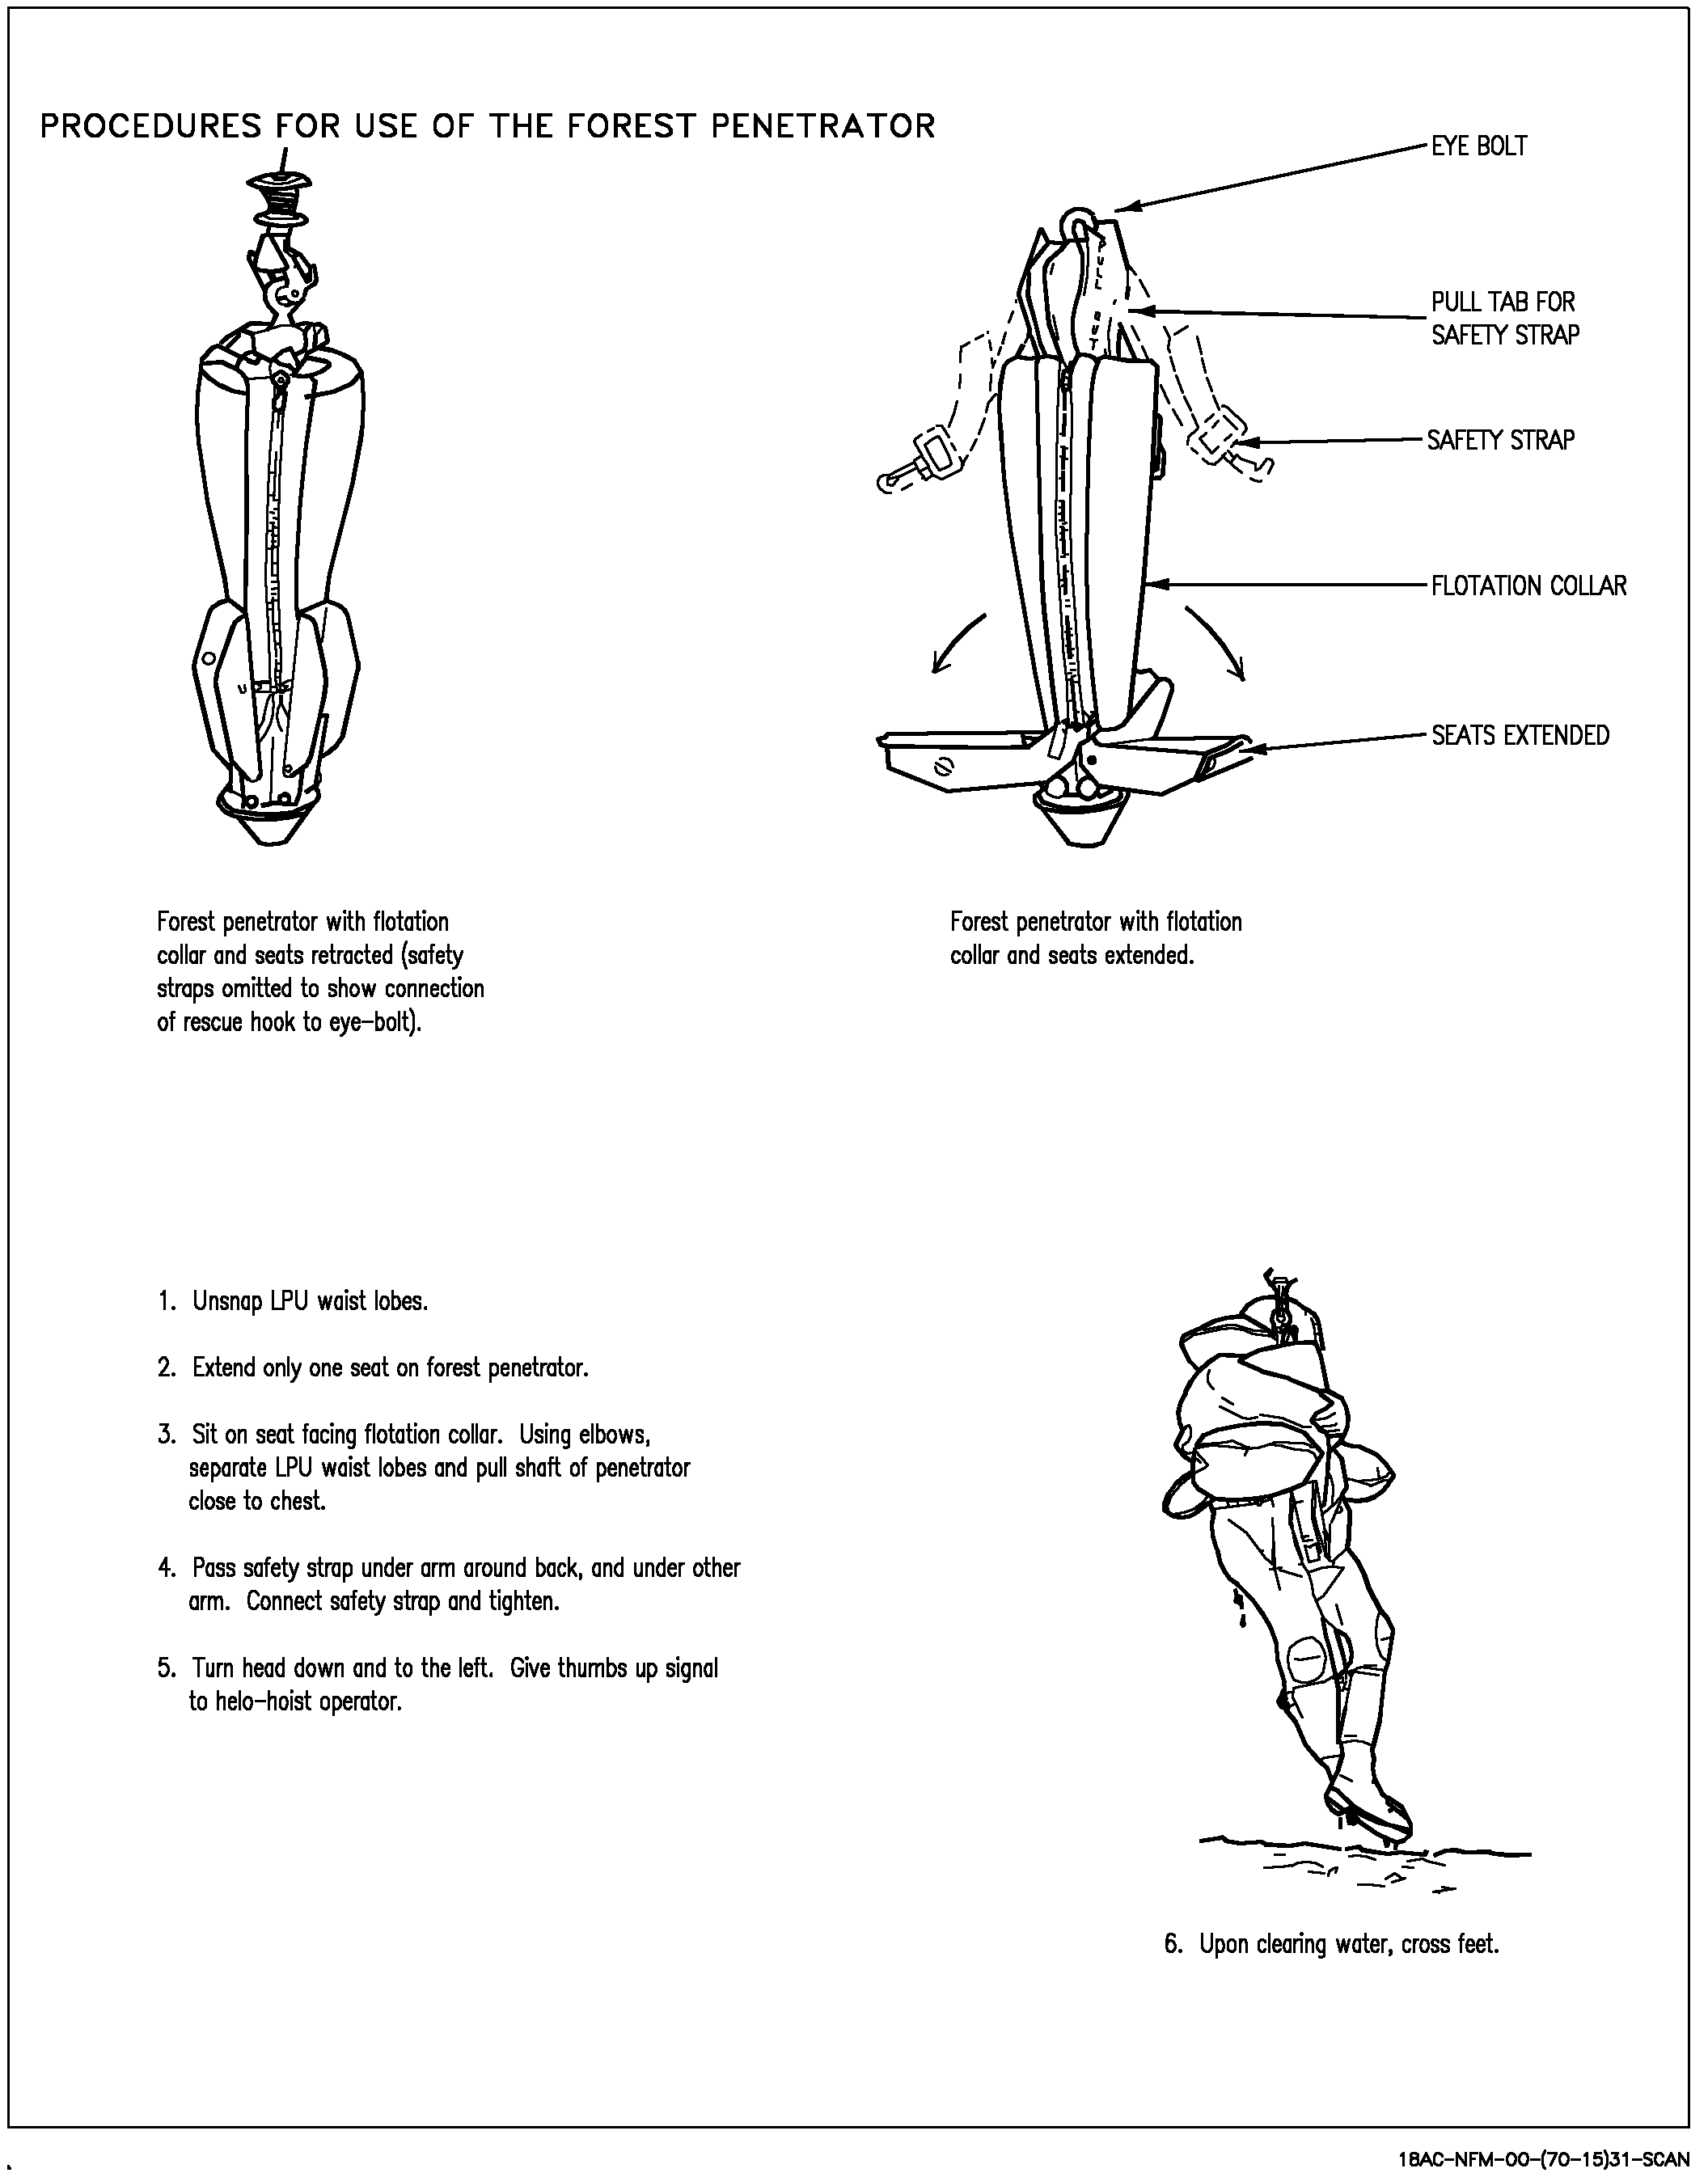 PROCEDURES FOR USE OF THE FOREST PENETRATOR
EYE BOLT
PULL TAB FOR
SAFETY STRAP
SAFETY STRAP
FLOTATION COLLAR
SEATS EXTENDED
Forest penetrator with flotation
collar and seats retracted (safety
straps omitted to show connection
of rescue hook to eye-bolt).
Forest penetrator with flotation
collar and seats extended.
1. Unsnap LPU waist lobes.
2. Extend only one seat on forest penetrator.
3. Sit on seat facing flotation collar. Using elbows,
separate LPU waist lobes and pull shaft of penetrator
close to chest.
4. Pass safety strap under arm around back, and under other
arm. Connect safety strap and tighten.
5. Turn head down and to the left. Give thumbs up signal
to helo-hoist operator.
6. Upon clearing water, cross feet.
18AC-NFM-00-(70-15)31-SCAN